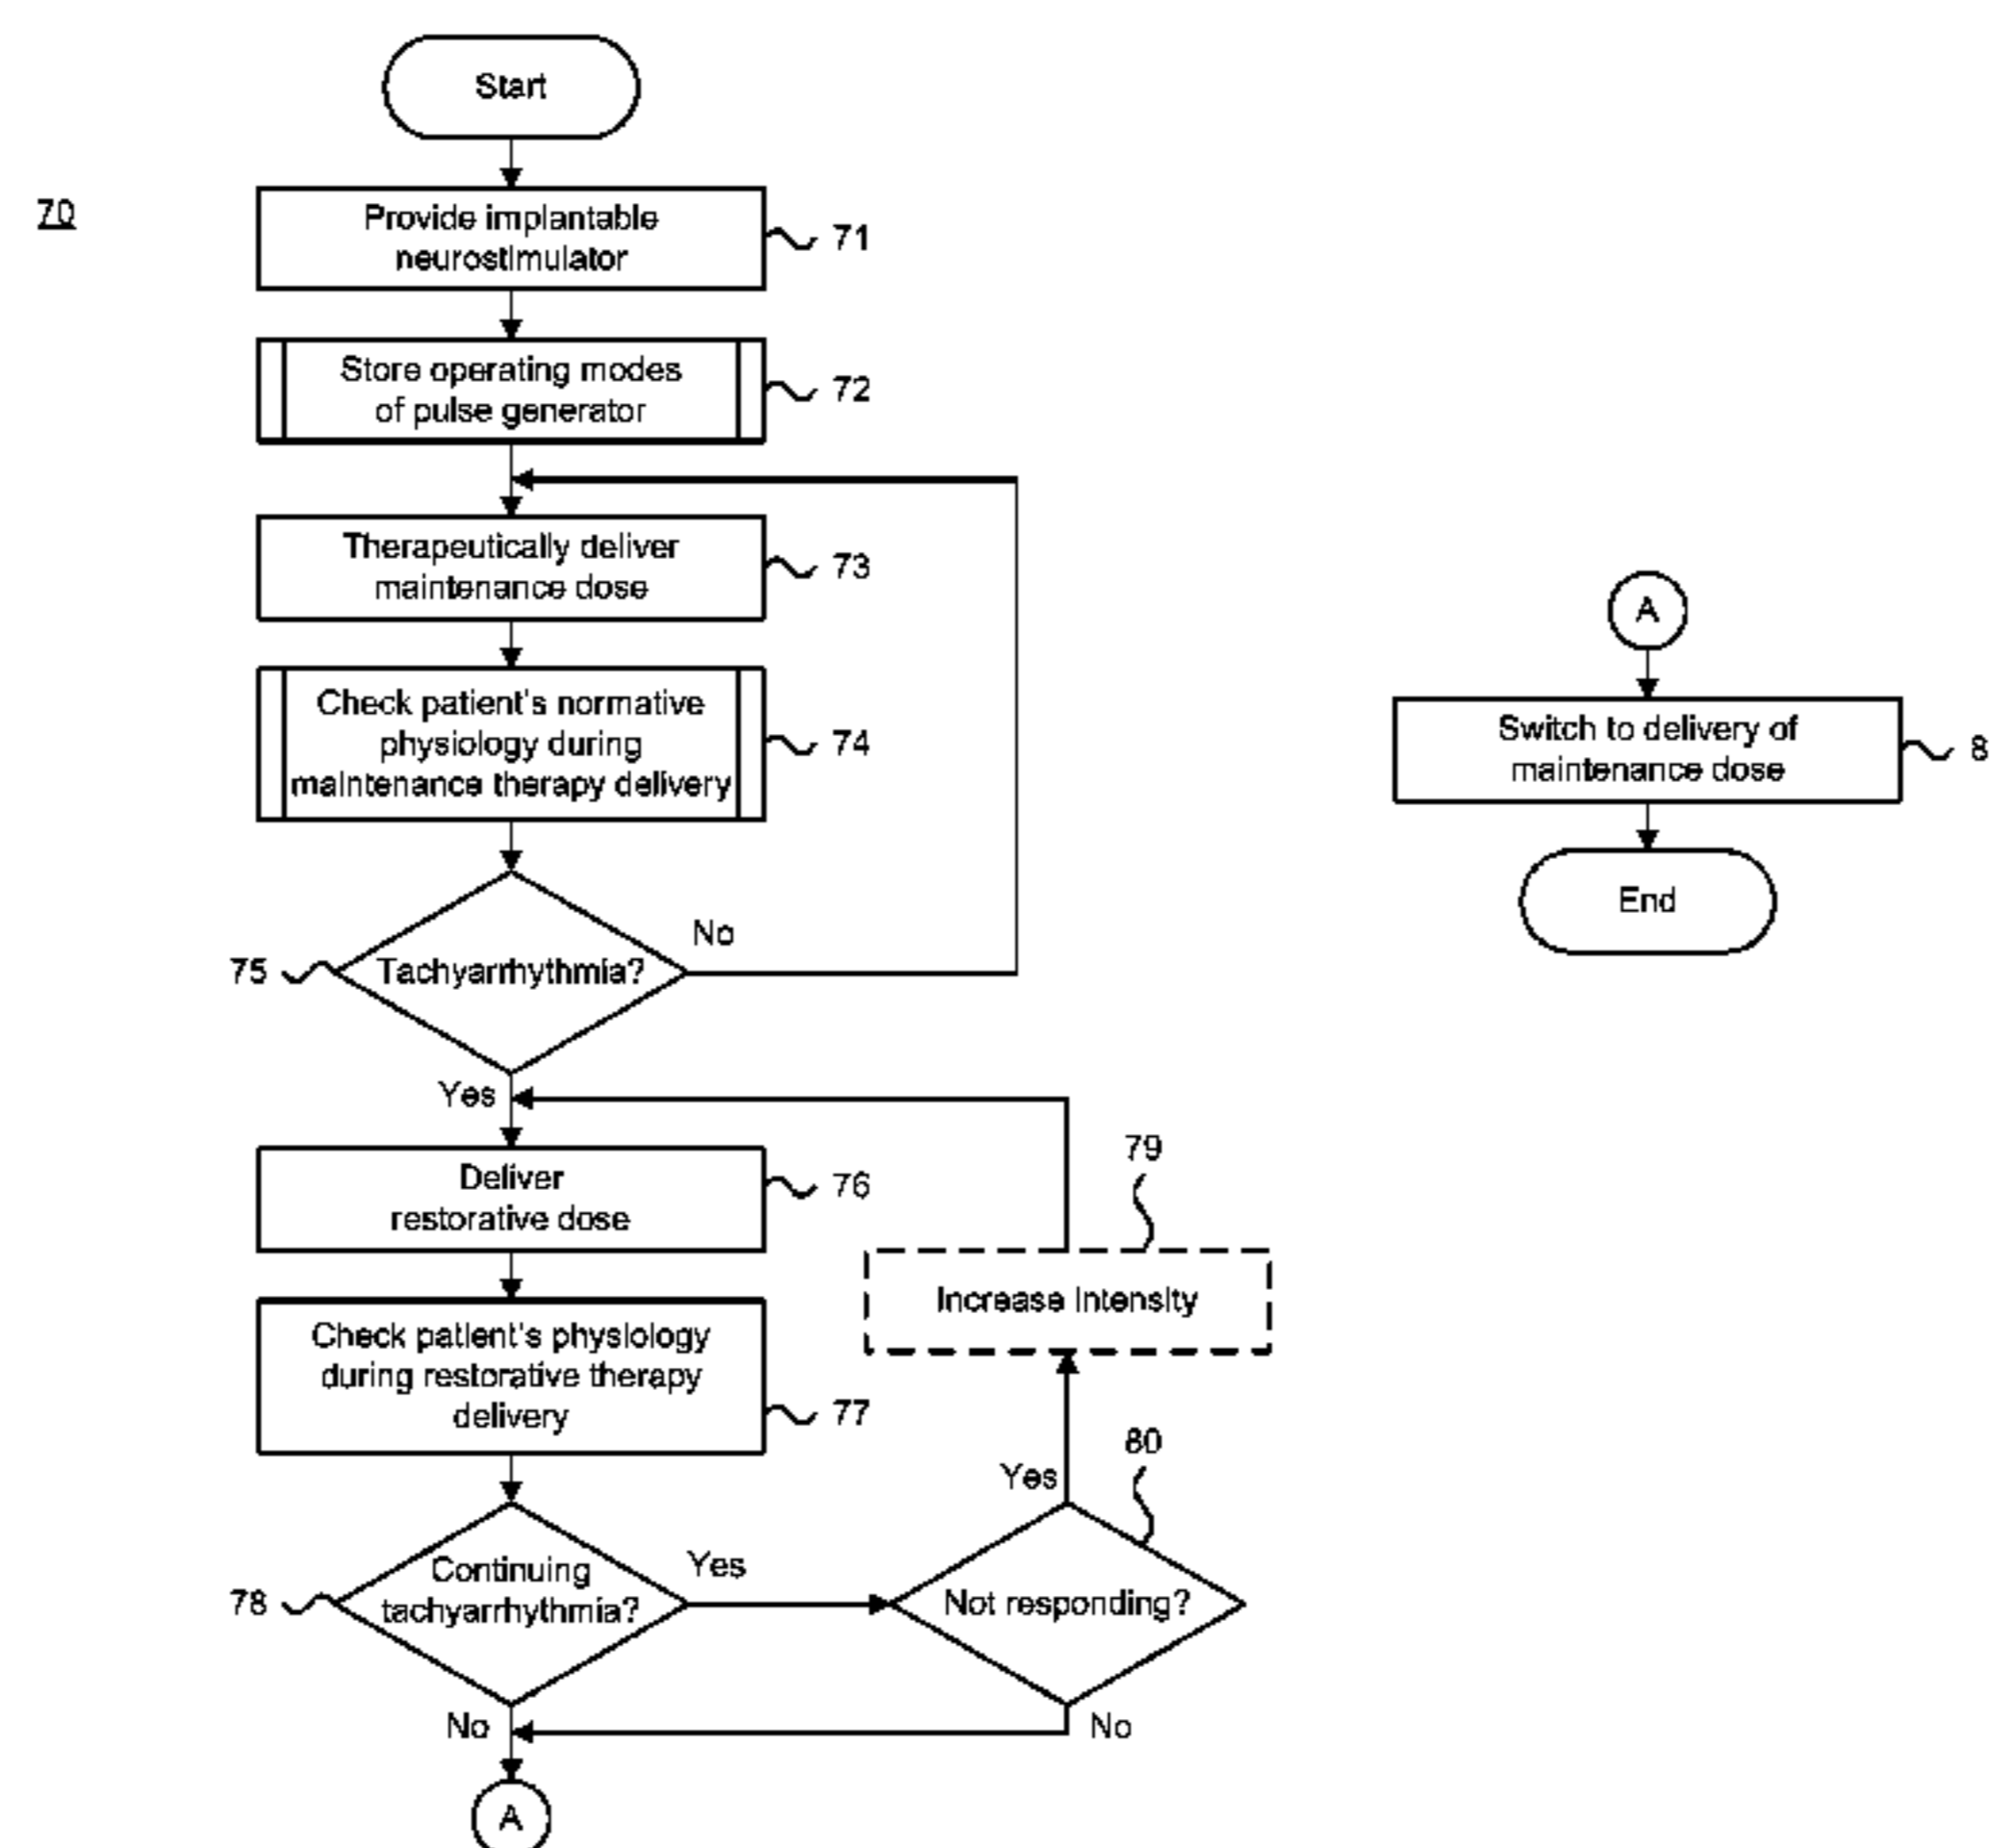 Start
70
Provide implantable
neurostimulator
71
Store operating modes
of pulse generator
72
Therapeutically deliver
maintenance dose
73
Check patient's normative
physiology during
maintenance therapy delivery
74
Tachyarrhythmia?
75
No
Yes
Deliver
restorative dose
76
Check patient's physiology
during restorative therapy
delivery
77
Continuing
tachyarrhythmia?
78
Yes
No
Not responding?
80
Yes
No
Increase intensity
79
A
A
Switch to delivery of
maintenance dose
8
End